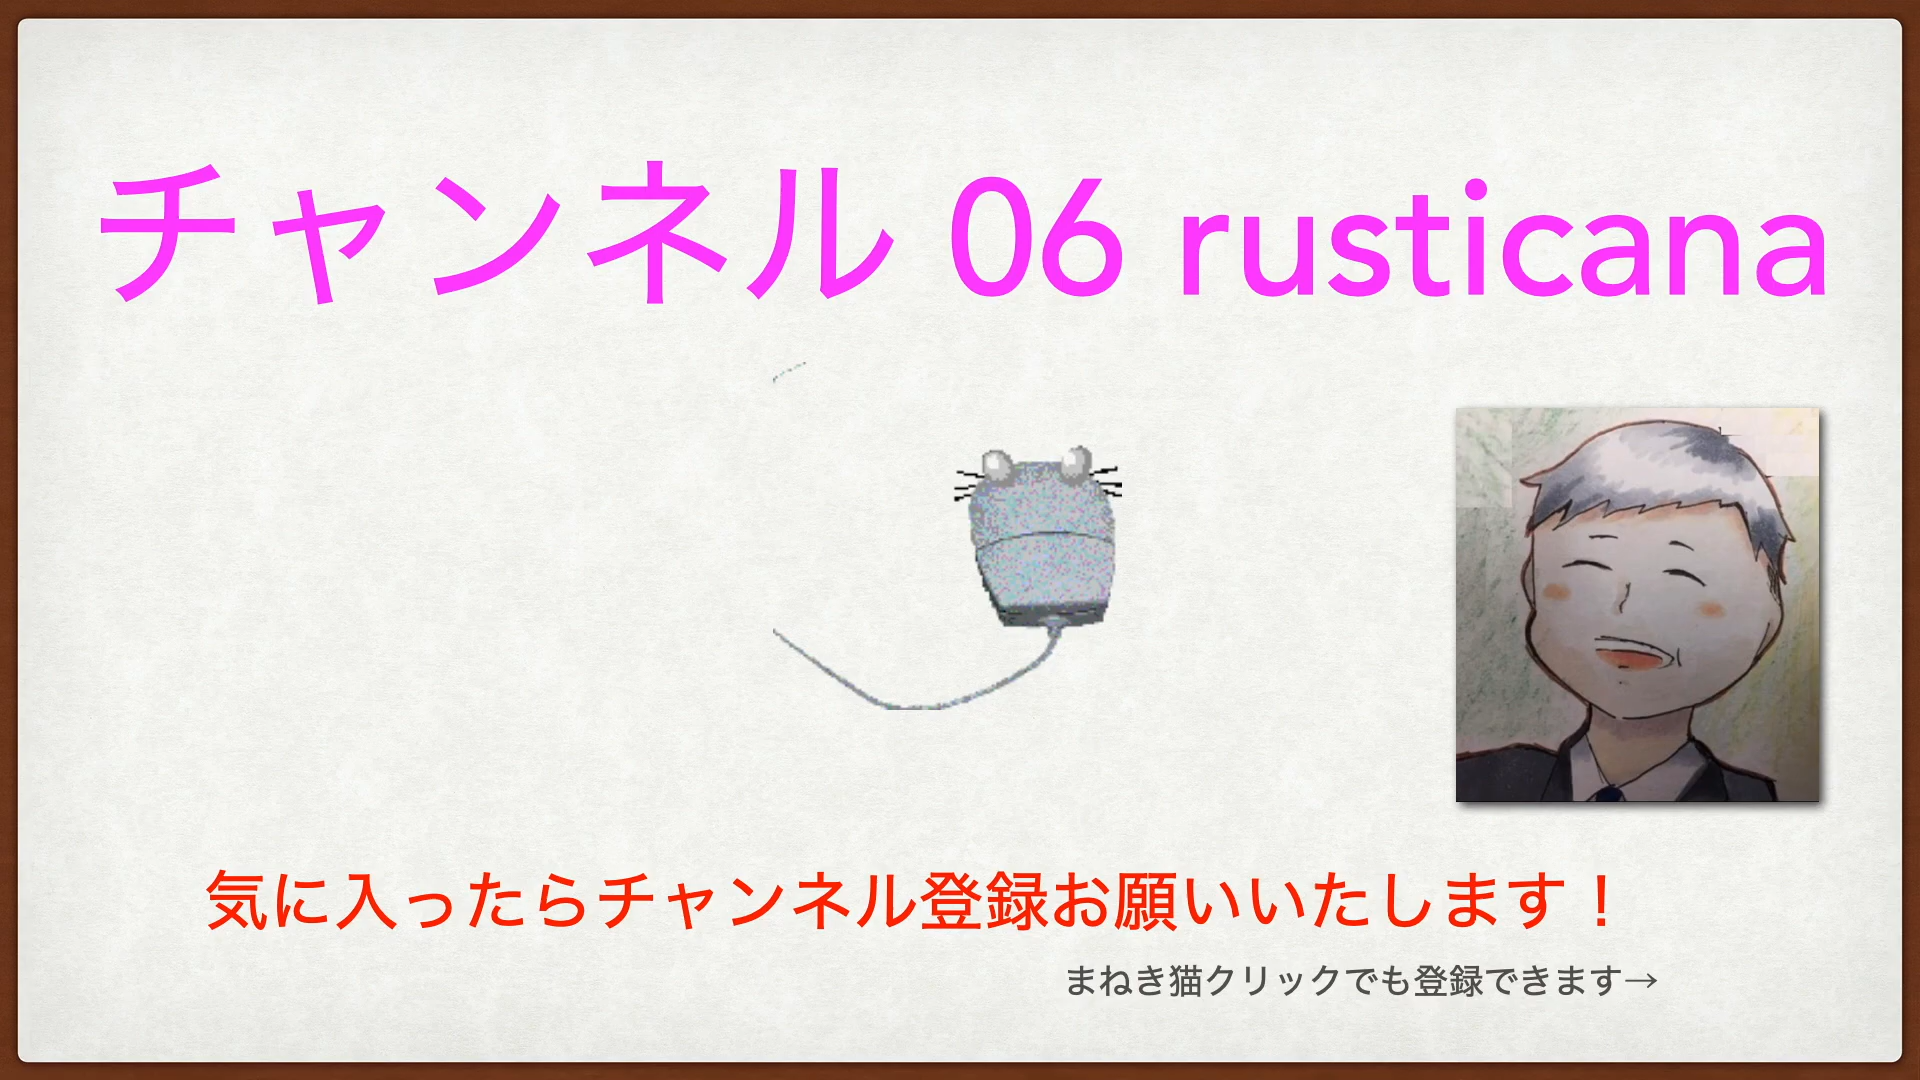 チャンネル 06 rusticana
気に入ったらチャンネル登録お願いいたします！
まねき猫クリックでも登録できます→